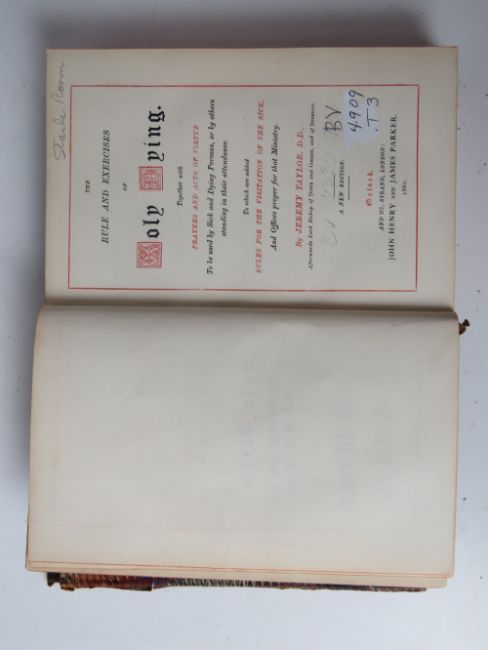 Stack Room
THE
RULE AND EXERCISES
OF
Holy Dying.
Together with
PRAYERS AND ACTS OF VIRTUE
To be used by Sick and Dying Persons, or by others
standing in their attendance.
To which are added
RULES FOR THE VISITATION OF THE SICK,
And Offices proper for that Ministry.
By JEREMY TAYLOR, D.D.,
Afterwards Lord Bishop of Down and Connor, and of Dromore.
A NEW EDITION.
BV
4909
.T3
Oxford,
AND 377, STRAND, LONDON:
JOHN HENRY AND JAMES PARKER.